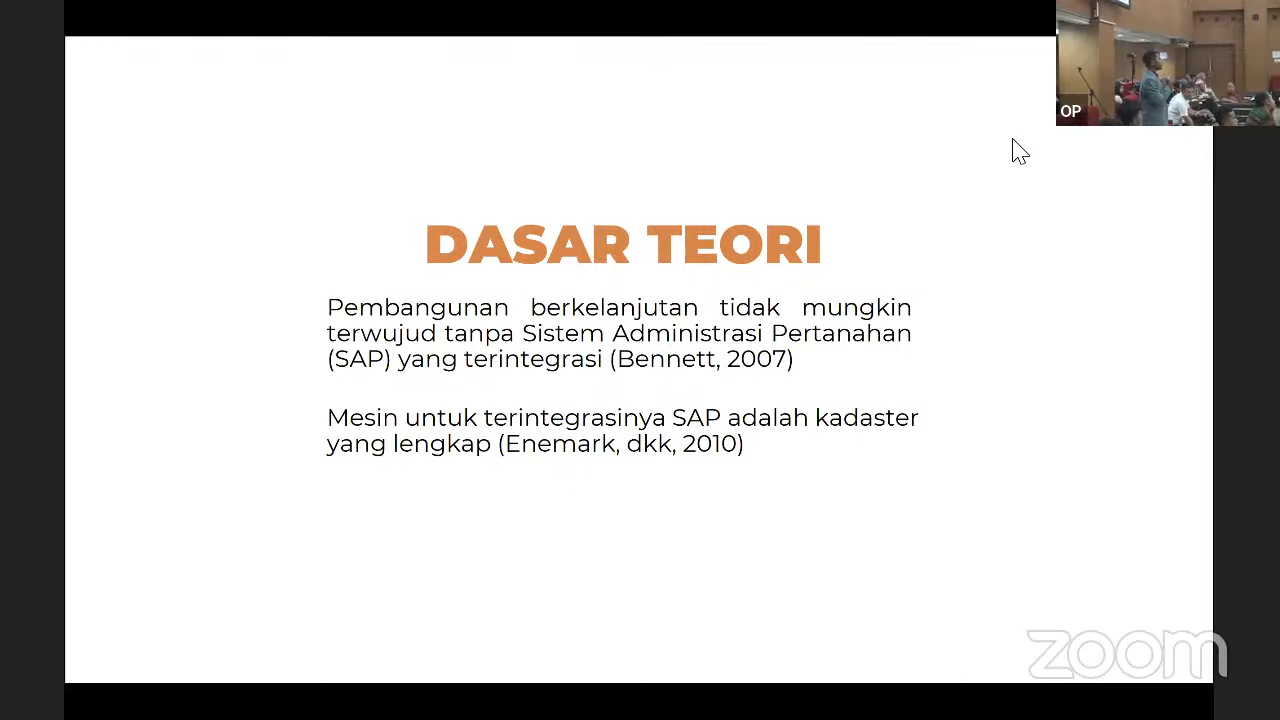 OP
DASAR TEORI
Pembangunan berkelanjutan tidak mungkin
terwujud tanpa Sistem Administrasi Pertanahan
(SAP) yang terintegrasi (Bennett, 2007)
Mesin untuk terintegrasinya SAP adalah kadaster
yang lengkap (Enemark, dkk, 2010)
zoom